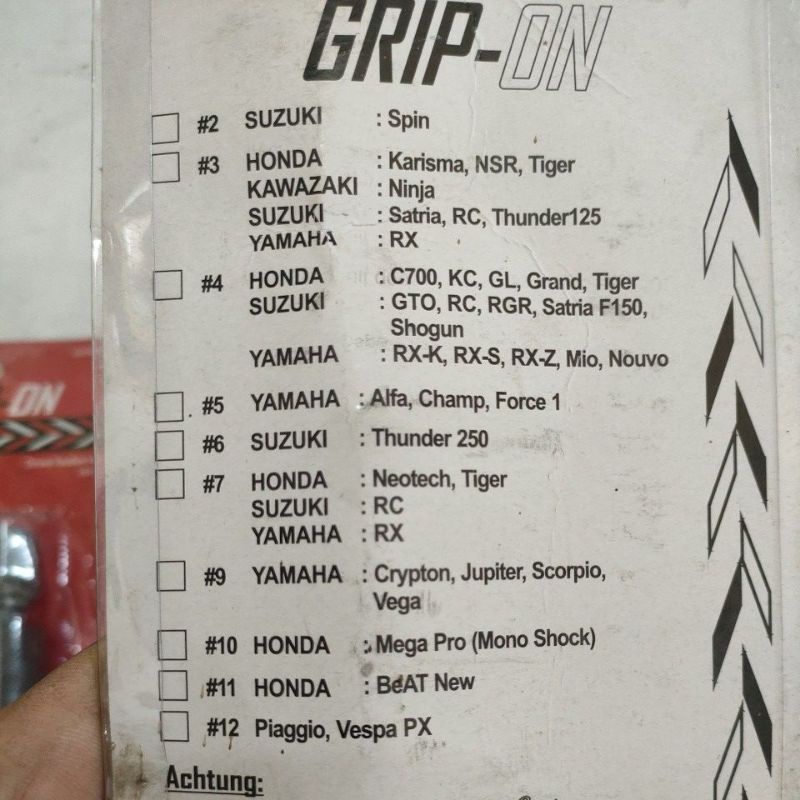 GRIP-ON
#2 SUZUKI : Spin
#3 HONDA : Karisma, NSR, Tiger
KAWAZAKI : Ninja
SUZUKI : Satria, RC, Thunder125
YAMAHA : RX
#4 HONDA : C700, KC, GL, Grand, Tiger
SUZUKI : GTO, RC, RGR, Satria F150,
Shogun
YAMAHA : RX-K, RX-S, RX-Z, Mio, Nouvo
#5 YAMAHA : Alfa, Champ, Force 1
#6 SUZUKI : Thunder 250
#7 HONDA : Neotech, Tiger
SUZUKI : RC
YAMAHA : RX
#9 YAMAHA : Crypton, Jupiter, Scorpio,
Vega
#10 HONDA : Mega Pro (Mono Shock)
#11 HONDA : BeAT New
#12 Piaggio, Vespa PX
Achtung:
ON